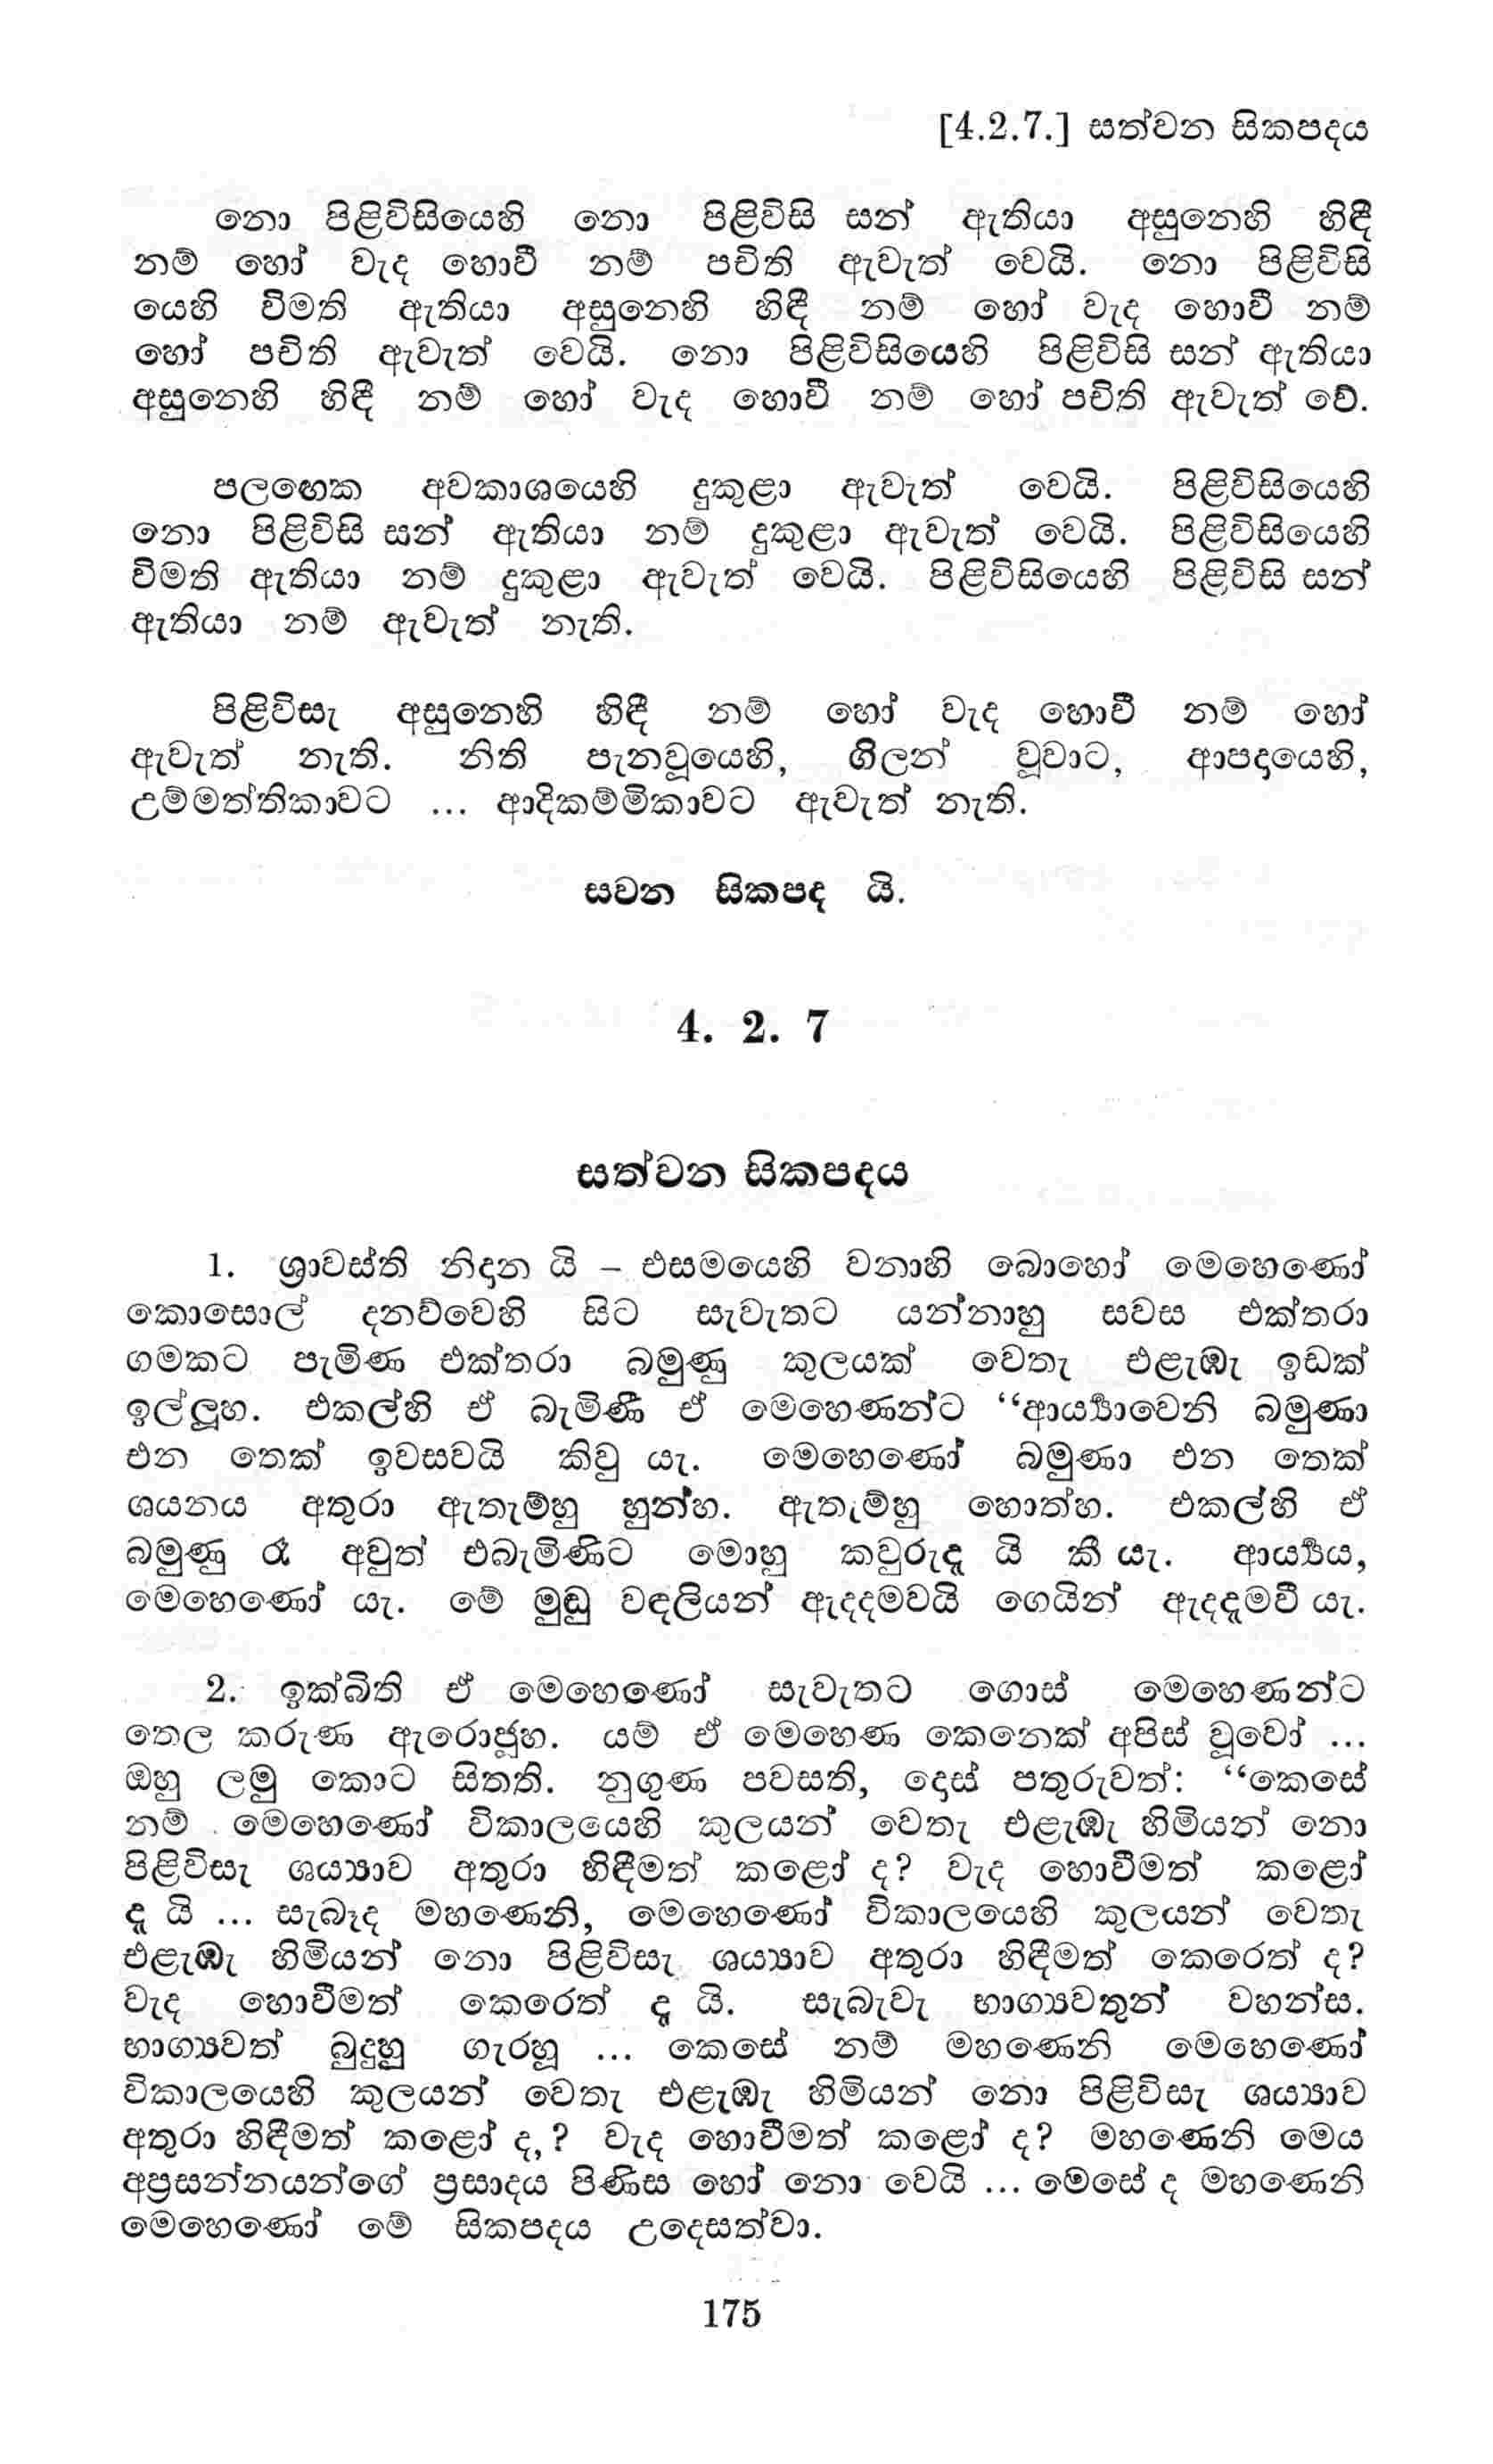 [4.2.7.] සත්වන සිකපදය
නො පිළිවිසියෙහි නො පිළිවිසි සන් ඇතියා අසුනෙහි හිඳී
නම් හෝ වැද හොවී නම් පචිති ඇවැත් වෙයි. නො පිළිවිසි
යෙහි විමති ඇතියා අසුනෙහි හිඳී නම් හෝ වැද හොවී නම්
හෝ පචිති ඇවැත් වෙයි. නො පිළිවිසියෙහි පිළිවිසි සන් ඇතියා
අසුනෙහි හිඳී නම් හෝ වැද හොවී නම් හෝ පචිති ඇවැත් වේ.
පලඟෙක අවකාශයෙහි දුකුළා ඇවැත් වෙයි. පිළිවිසියෙහි
නො පිළිවිසි සන් ඇතියා නම් දුකුළා ඇවැත් වෙයි. පිළිවිසියෙහි
විමති ඇතියා නම් දුකුළා ඇවැත් වෙයි. පිළිවිසියෙහි පිළිවිසි සන්
ඇතියා නම් ඇවැත් නැති.
පිළිවිසැ අසුනෙහි හිඳී නම් හෝ වැද හොවී නම් හෝ
ඇවැත් නැති. නිති පැනවූයෙහි, ගිලන් වූවාට, ආපදායෙහි,
උම්මත්තිකාවට ... ආදිකම්මිකාවට ඇවැත් නැති.
සවන සිකපද යි.
4. 2. 7
සත්වන සිකපදය
1. ශ්‍රාවස්ති නිදාන යි – එසමයෙහි වනාහි බොහෝ මෙහෙණෝ
කොසොල් දනව්වෙහි සිට සැවැතට යන්නාහු සවස එක්තරා
ගමකට පැමිණ එක්තරා බමුණු කුලයක් වෙතැ එළැඹැ ඉඩක්
ඉල්ලූහ. එකල්හි ඒ බැමිණී ඒ මෙහෙණන්ට “ආර්‍ය්‍යාවෙනි බමුණා
එන තෙක් ඉවසවයි කිවු යැ. මෙහෙණෝ බමුණා එන තෙක්
ශයනය අතුරා ඇතැම්හු හුන්හ. ඇතැම්හු හොත්හ. එකල්හි ඒ
බමුණු රෑ අවුත් එබැමිණිට මොහු කවුරුදැ යි කී යැ. ආර්‍ය්‍යය,
මෙහෙණෝ යැ. මේ මුඬු වඳලියන් ඇදදමවයි ගෙයින් ඇදදැමවී යැ.
2. ඉක්බිති ඒ මෙහෙණෝ සැවැතට ගොස් මෙහෙණන්ට
තෙල කරුණ ඇරොජූහ. යම් ඒ මෙහෙණ කෙනෙක් අපිස් වූවෝ ...
ඔහු ලමු කොට සිතති. නුගුණ පවසති, දොස් පතුරුවත්: “කෙසේ
නම් මෙහෙණෝ විකාලයෙහි කුලයන් වෙතැ එළැඹැ හිමියන් නො
පිළිවිසැ ශය්‍යාව අතුරා හිඳීමත් කළෝ ද? වැද හොවීමත් කළෝ
දැ යි ... සැබෑද මහණෙනි, මෙහෙණෝ විකාලයෙහි කුලයන් වෙතැ
එළැඹැ හිමියන් නො පිළිවිසැ ශය්‍යාව අතුරා හිඳීමත් කෙරෙත් ද?
වැද හොවීමත් කෙරෙත් දැ යි. සැබැවැ භාග්‍යවතුන් වහන්ස.
භාග්‍යවත් බුදුහු ගැරහූ ... කෙසේ නම් මහණෙනි මෙහෙණෝ
විකාලයෙහි කුලයන් වෙතැ එළැඹැ හිමියන් නො පිළිවිසැ ශය්‍යාව
අතුරා හිඳීමත් කළෝ ද,? වැද හොවීමත් කළෝ ද? මහණෙනි මෙය
අප්‍රසන්නයන්ගේ ප්‍රසාදය පිණිස හෝ නො වෙයි ... මෙසේ ද මහණෙනි
මෙහෙණෝ මේ සිකපදය උදෙසත්වා.
175